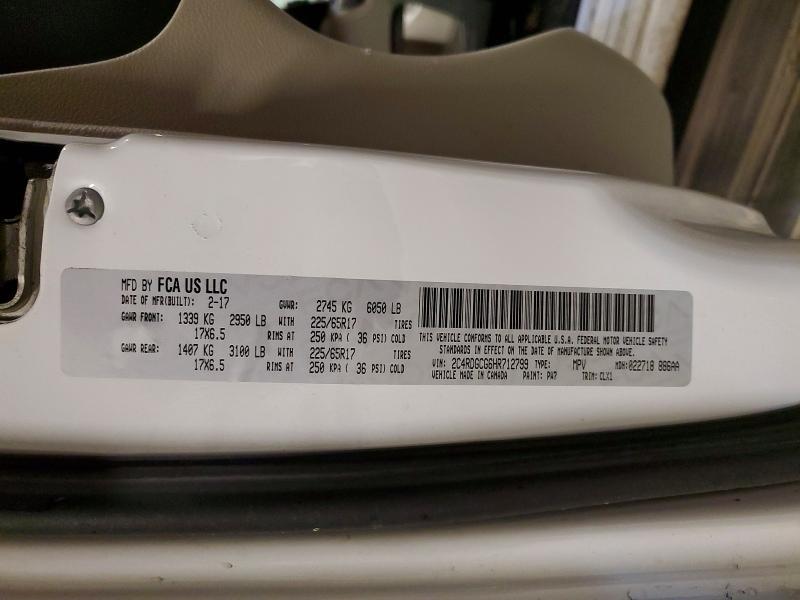 MFD BY FCA US LLC
DATE OF MFR(BUILT): 2-17 GVWR: 2745 KG 6050 LB
GAWR FRONT: 1339 KG 2950 LB WITH 225/65R17 TIRES
17X6.5 RIMS AT 250 KPA ( 36 PSI) COLD
GAWR REAR: 1407 KG 3100 LB WITH 225/65R17 TIRES
17X6.5 RIMS AT 250 KPA ( 36 PSI) COLD
THIS VEHICLE CONFORMS TO ALL APPLICABLE U.S.A. FEDERAL MOTOR VEHICLE SAFETY
STANDARDS IN EFFECT ON THE DATE OF MANUFACTURE SHOWN ABOVE.
VIN: 2C4RDGCG6HR712799 TYPE: MPV MDH:022718 886AA
VEHICLE MADE IN CANADA PAINT: PW7 TRIM: CLX1